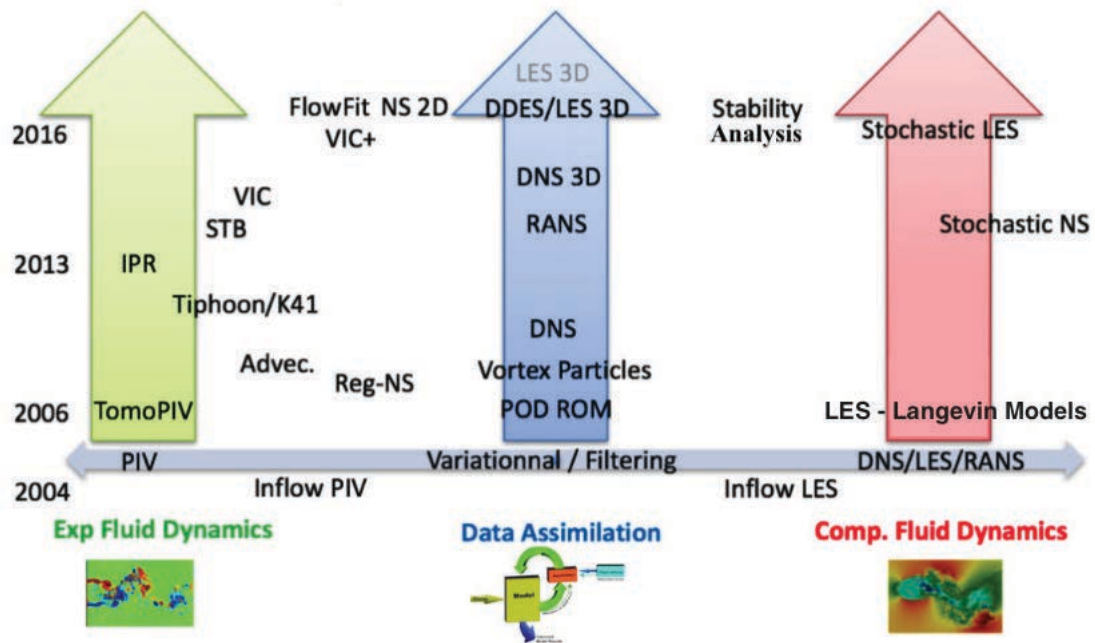 LES 3D
FlowFit NS 2D DDES/LES 3D Stability
2016 VIC+ Analysis Stochastic LES
DNS 3D
VIC
STB RANS Stochastic NS
2013 IPR
Tiphoon/K41
DNS
Advec. Vortex Particles
Reg-NS
2006 TomoPIV POD ROM LES - Langevin Models
PIV Variationnal / Filtering DNS/LES/RANS
2004 Inflow PIV Inflow LES
Exp Fluid Dynamics Data Assimilation Comp. Fluid Dynamics
Model